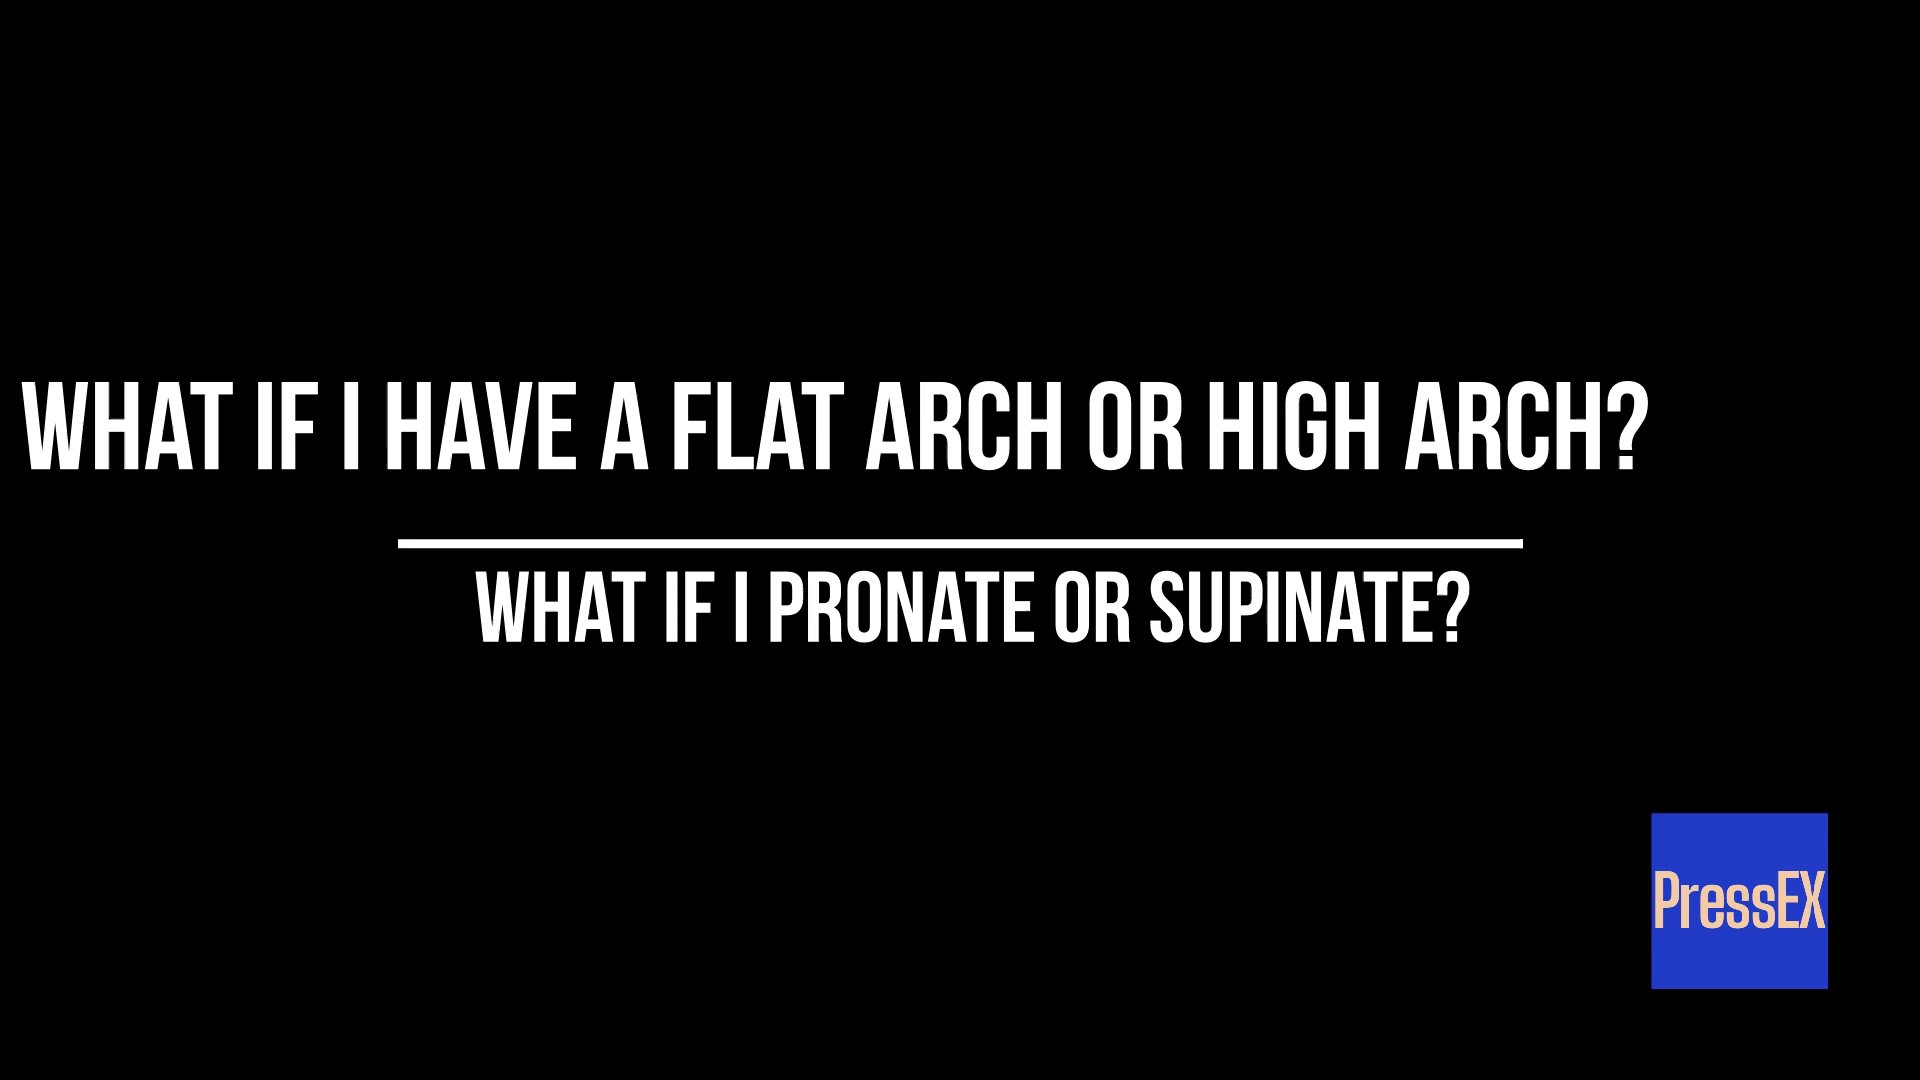 WHAT IF I HAVE A FLAT ARCH OR HIGH ARCH?
WHAT IF I PRONATE OR SUPINATE?
PressEX